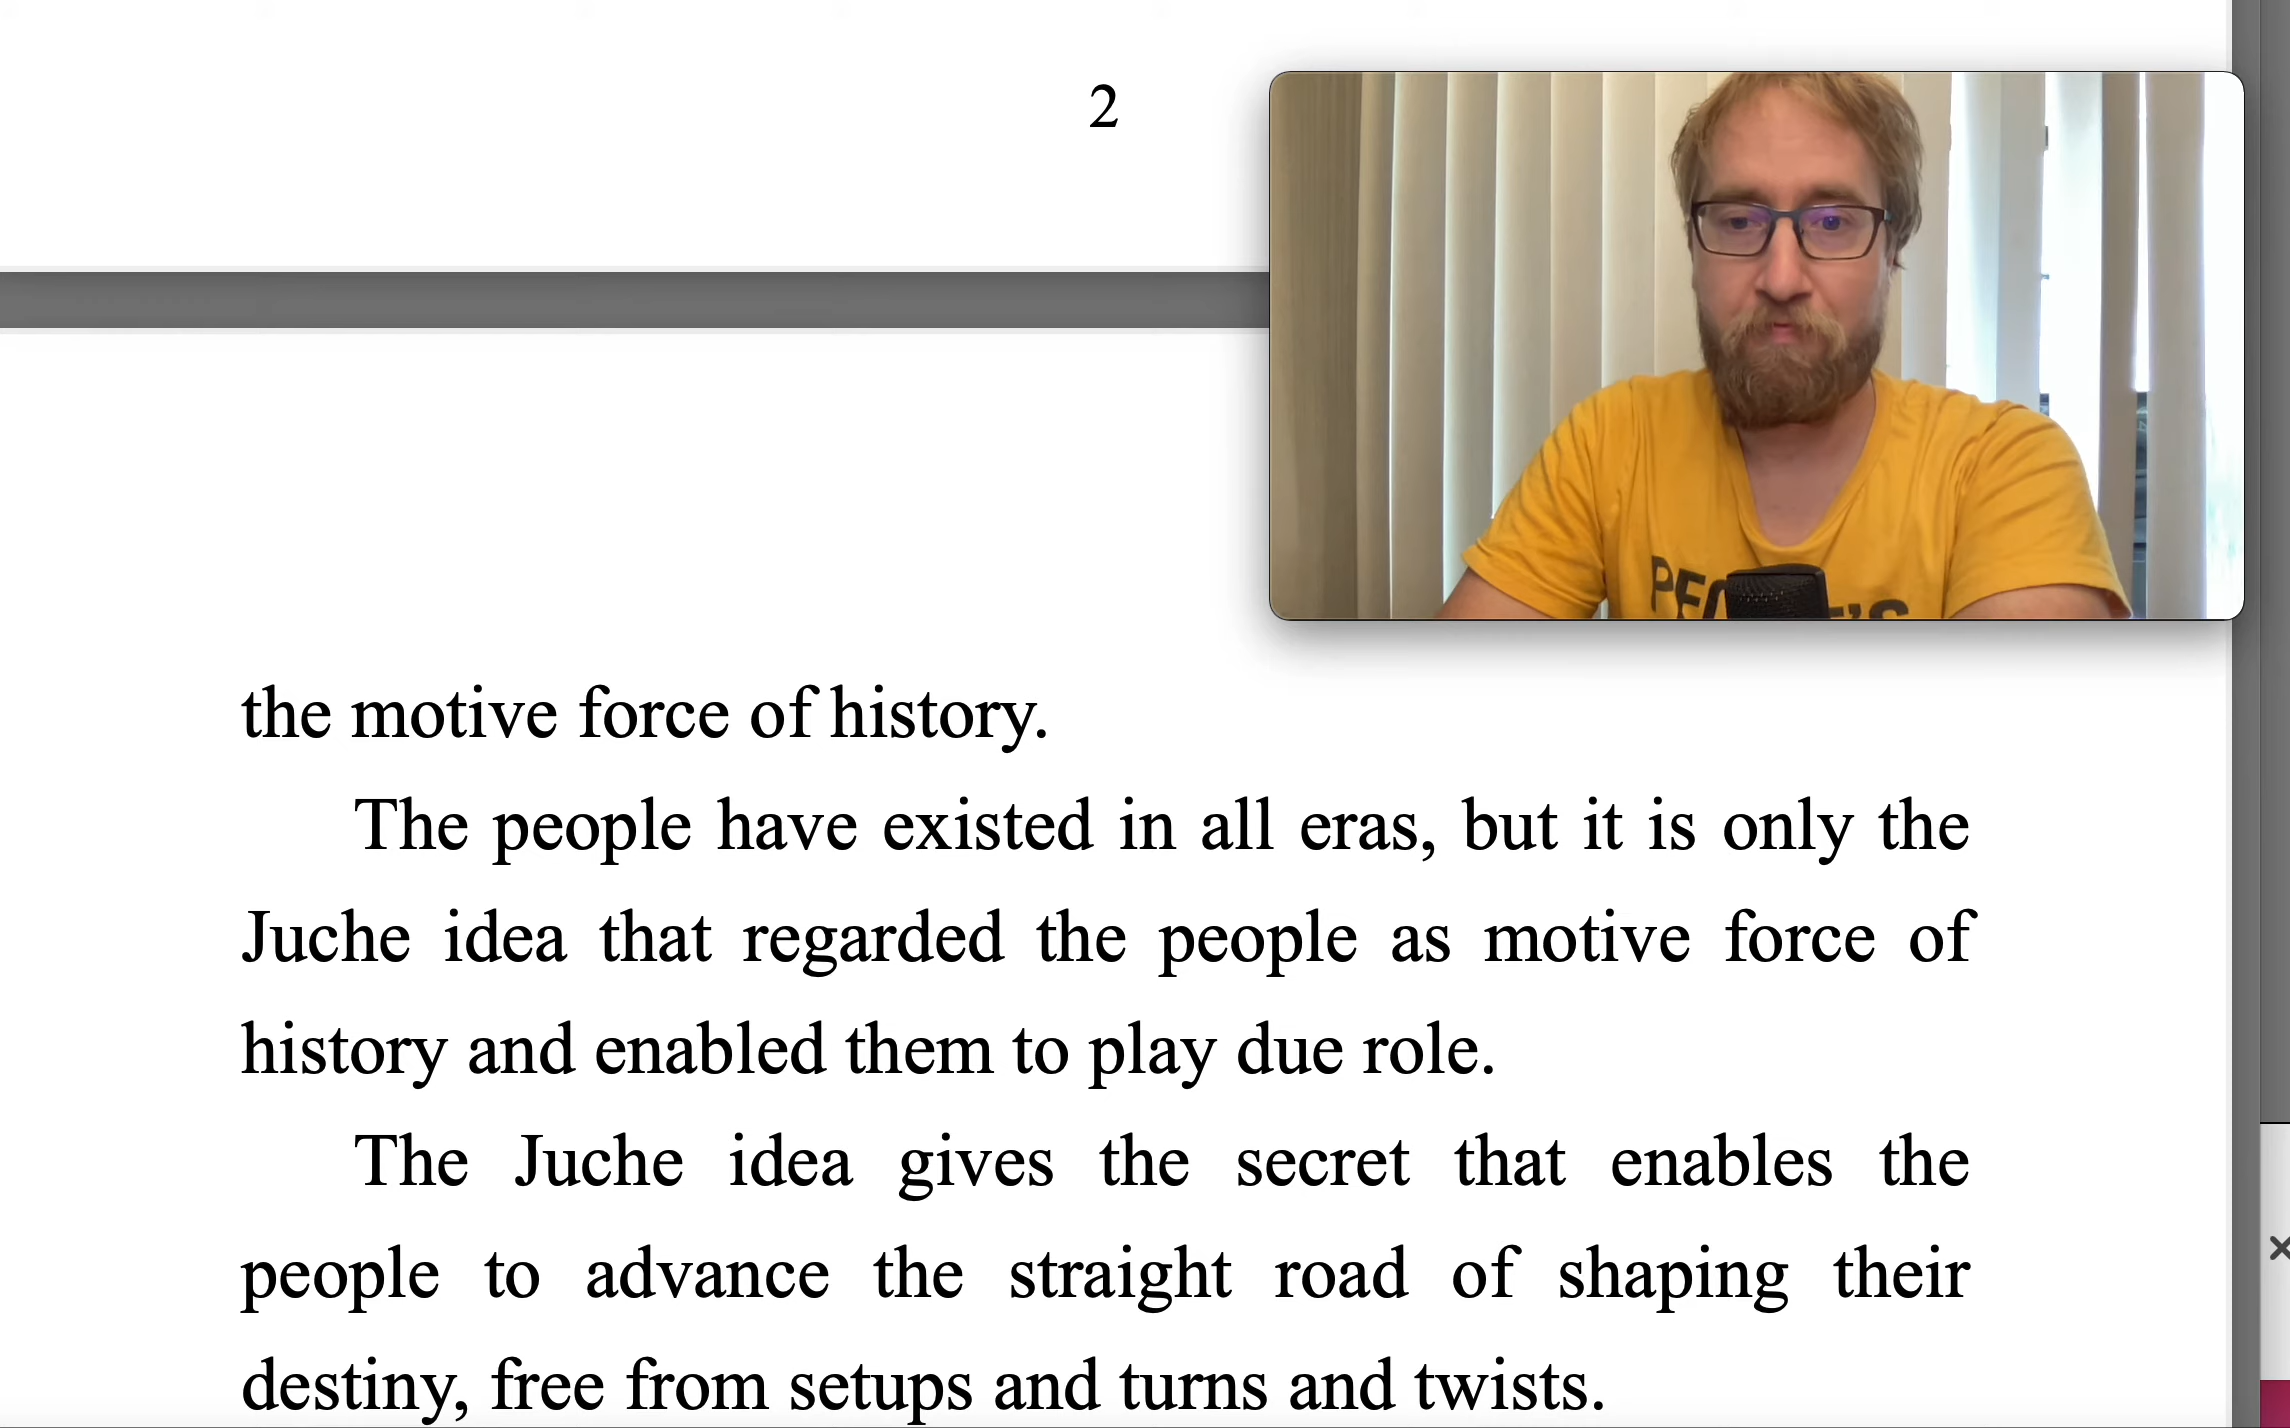 2
the motive force of history.
The people have existed in all eras, but it is only the
Juche idea that regarded the people as motive force of
history and enabled them to play due role.
The Juche idea gives the secret that enables the
people to advance the straight road of shaping their
destiny, free from setups and turns and twists.